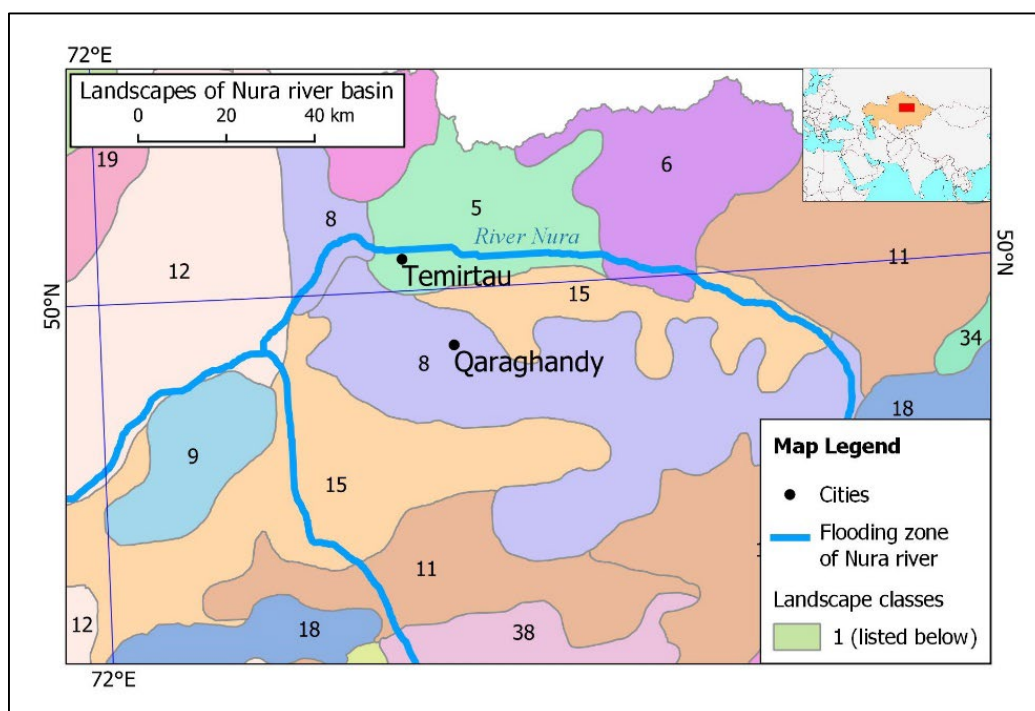 72°E
Landscapes of Nura river basin
0 20 40 km
19
6
5
8
River Nura
12
11
50°N
Temirtau
15
50°N
34
8
Qaraghandy
18
9
15
Map Legend
Cities
Flooding zone
of Nura river
11
Landscape classes
12
18
38
1 (listed below)
72°E